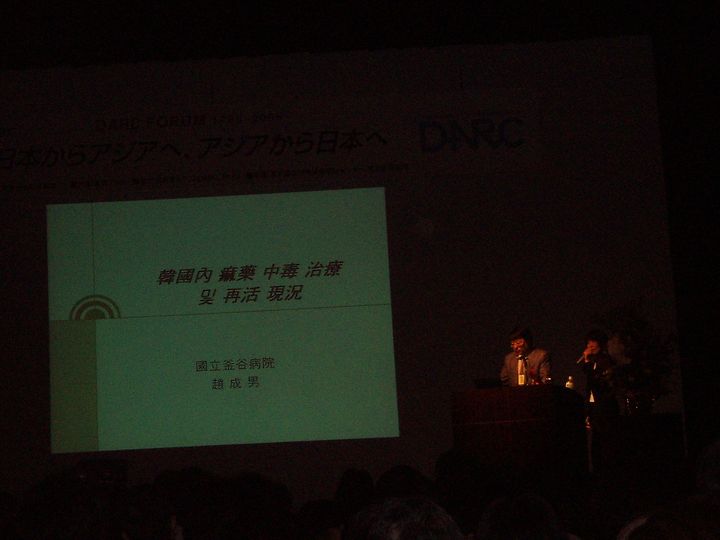 DARC FORUM
日本からアジアへ、アジアから日本へ
DARC
韓國內 痲藥 中毒 治療
및 再活 現況
國立釜谷病院
趙 成 男